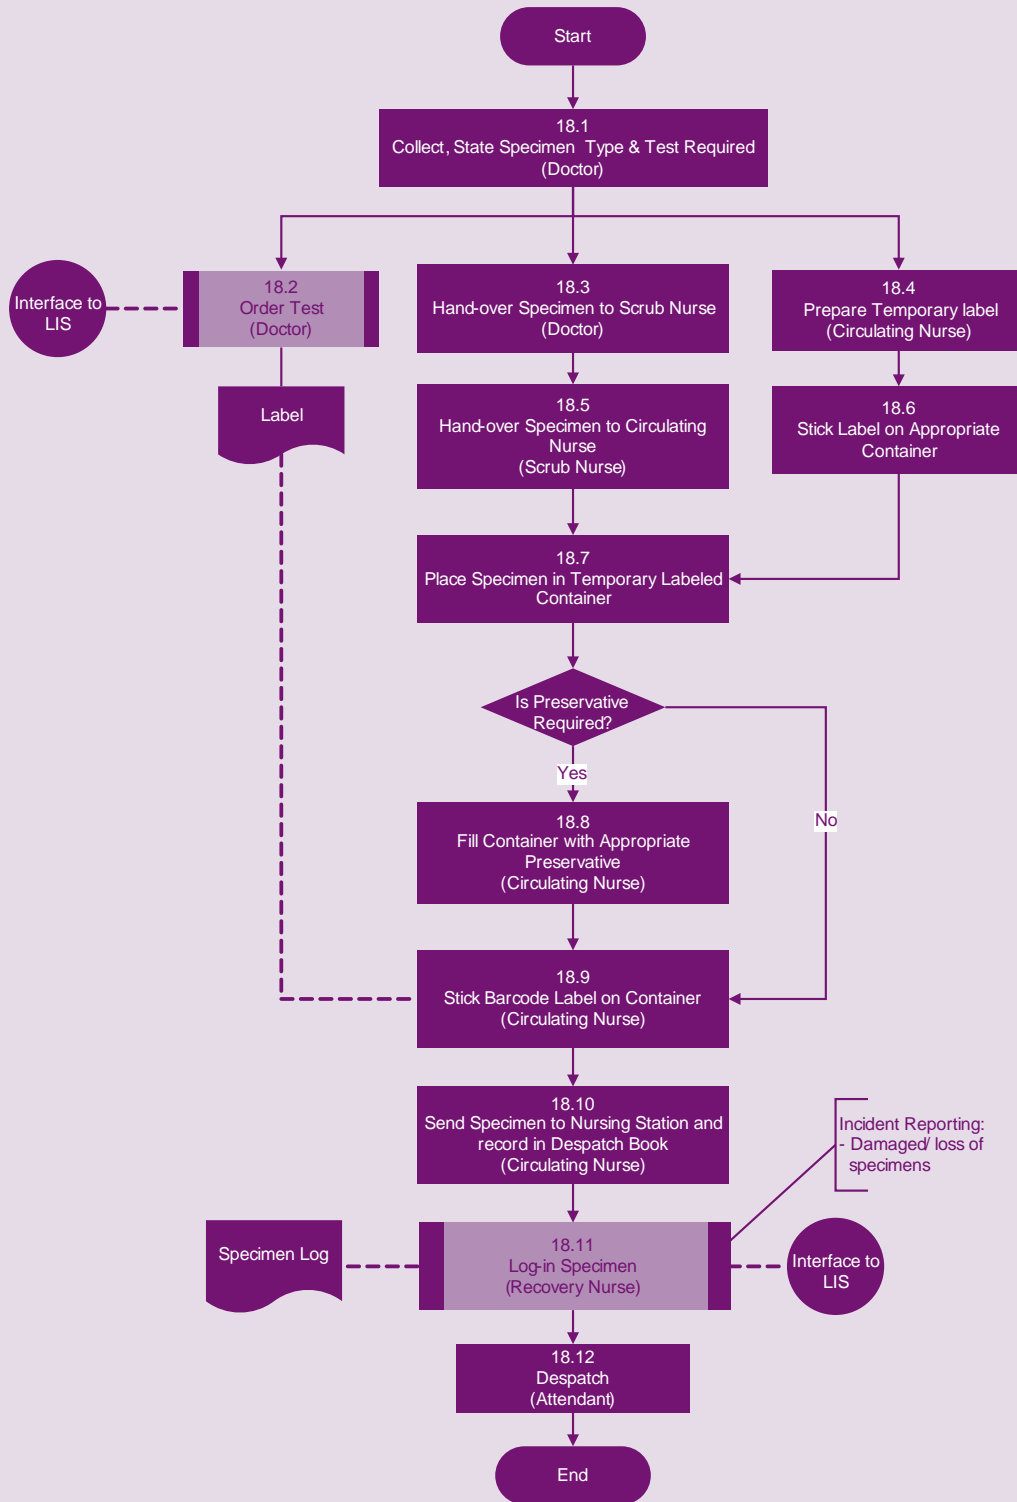 Start
18.1
Collect, State Specimen Type & Test Required
(Doctor)
Interface to
LIS
18.2
Order Test
(Doctor)
18.3
Hand-over Specimen to Scrub Nurse
(Doctor)
18.4
Prepare Temporary label
(Circulating Nurse)
Label
18.5
Hand-over Specimen to Circulating
Nurse
(Scrub Nurse)
18.6
Stick Label on Appropriate
Container
18.7
Place Specimen in Temporary Labeled
Container
Is Preservative
Required?
Yes
No
18.8
Fill Container with Appropriate
Preservative
(Circulating Nurse)
18.9
Stick Barcode Label on Container
(Circulating Nurse)
18.10
Send Specimen to Nursing Station and
record in Despatch Book
(Circulating Nurse)
Incident Reporting:
- Damaged/ loss of
specimens
Specimen Log
18.11
Log-in Specimen
(Recovery Nurse)
Interface to
LIS
18.12
Despatch
(Attendant)
End